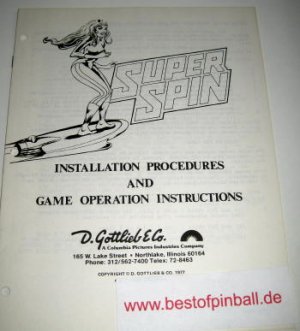 SUPER
SPIN
INSTALLATION PROCEDURES
AND
GAME OPERATION INSTRUCTIONS
D. Gottlieb & Co.
A Columbia Pictures Industries Company
165 W. Lake Street • Northlake, Illinois 60164
Phone: 312/562-7400 Telex: 72-8463
COPYRIGHT © D. GOTTLIEB & CO. 1977
www.bestofpinball.de